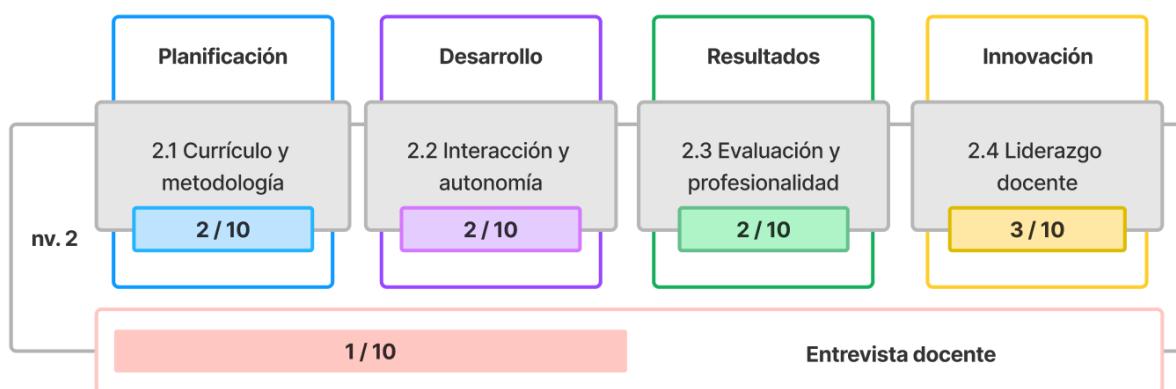 Planificación
Desarrollo
Resultados
Innovación
2.1 Currículo y
metodología
2 / 10
2.2 Interacción y
autonomía
2 / 10
2.3 Evaluación y
profesionalidad
2 / 10
2.4 Liderazgo
docente
3 / 10
nv. 2
1 / 10
Entrevista docente